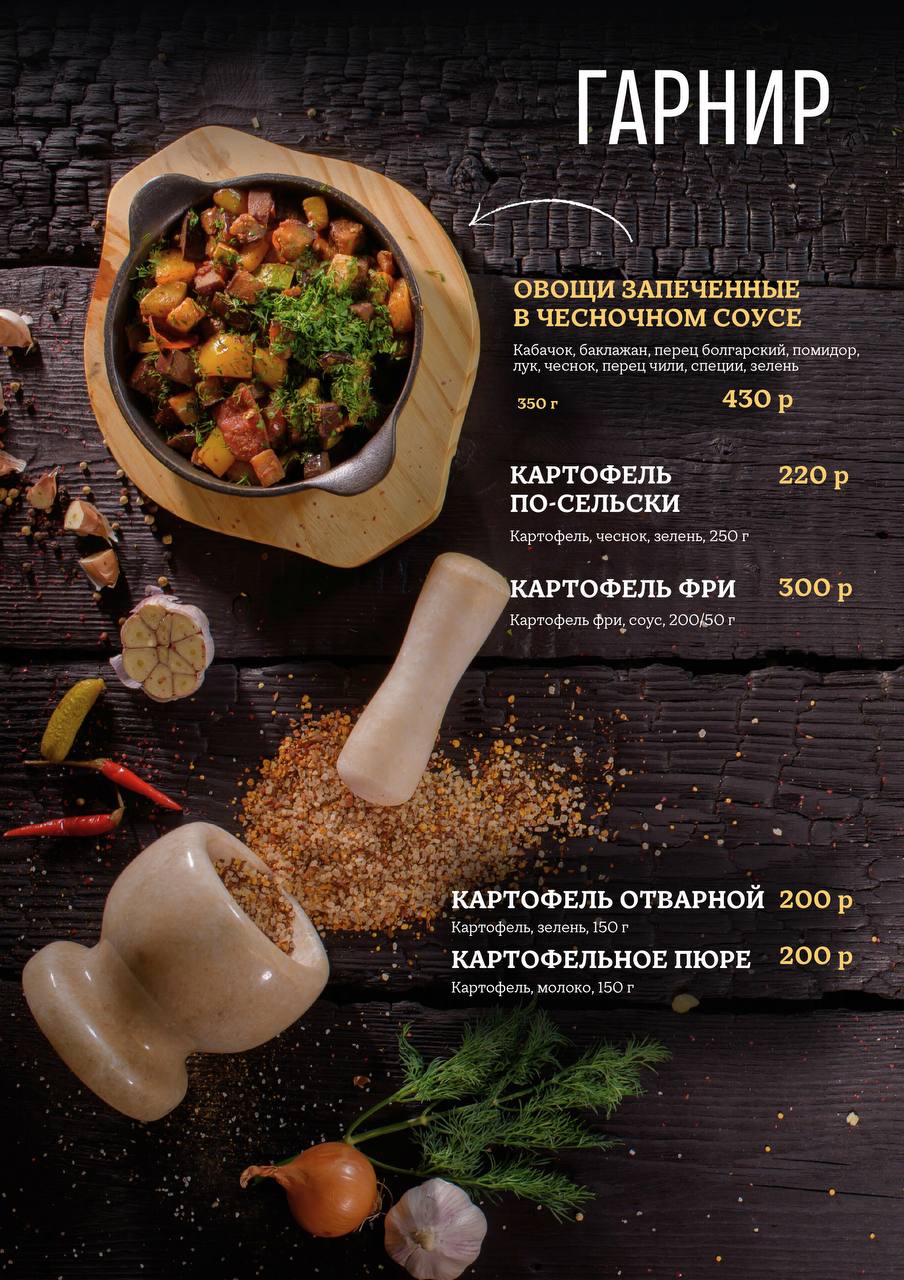 ГАРНИР
ОВОЩИ ЗАПЕЧЕННЫЕ
В ЧЕСНОЧНОМ СОУСЕ
Кабачок, баклажан, перец болгарский, помидор,
лук, чеснок, перец чили, специи, зелень
350 г 430 р
КАРТОФЕЛЬ 220 р
ПО-СЕЛЬСКИ
Картофель, чеснок, зелень, 250 г
КАРТОФЕЛЬ ФРИ 300 р
Картофель фри, соус, 200/50 г
КАРТОФЕЛЬ ОТВАРНОЙ 200 р
Картофель, зелень, 150 г
КАРТОФЕЛЬНОЕ ПЮРЕ 200 р
Картофель, молоко, 150 г